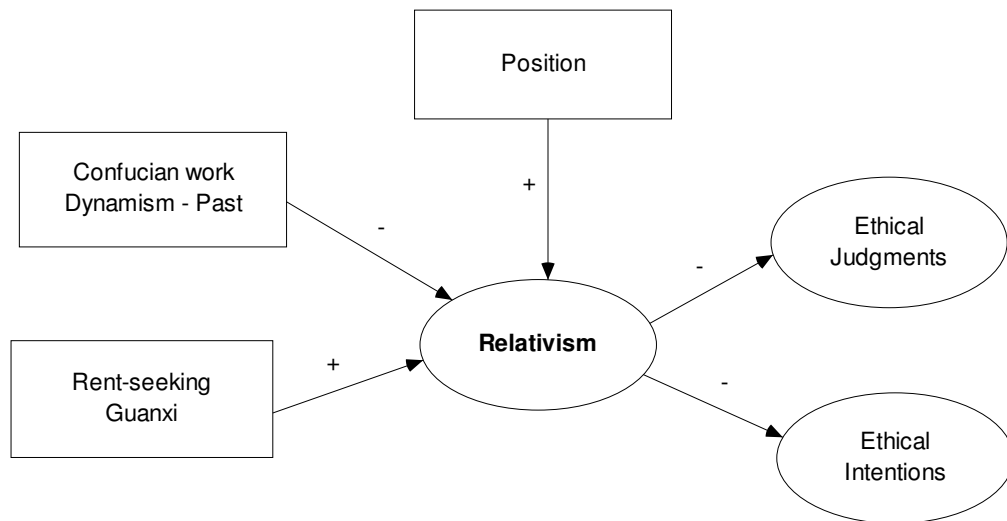 Position
+
Confucian work
Dynamism - Past
-
Ethical
Judgments
-
Relativism
+
Rent-seeking
Guanxi
-
Ethical
Intentions